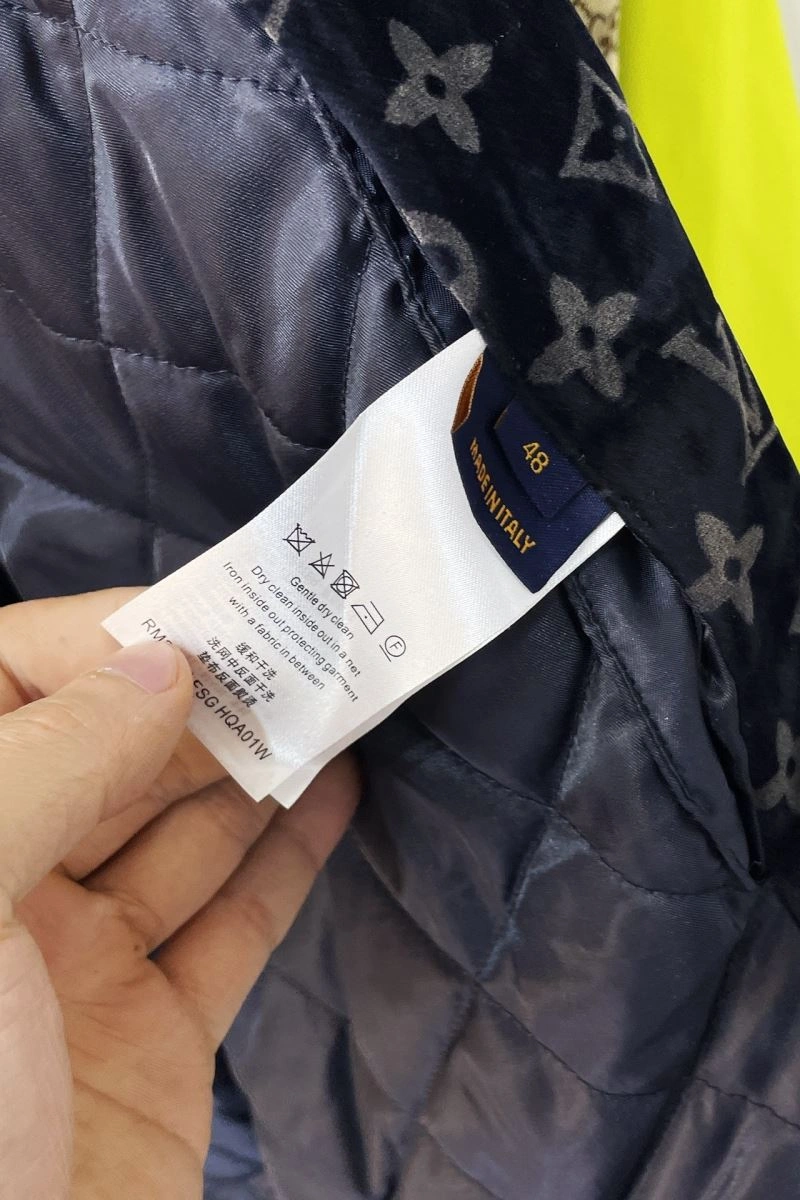 48
MADE IN ITALY
Gentle dry clean
Dry clean inside out in a net
Iron inside out protecting garment
with a fabric in between
缓和干洗
洗网中反面干洗
垫布反面熨烫
HQA01W
F